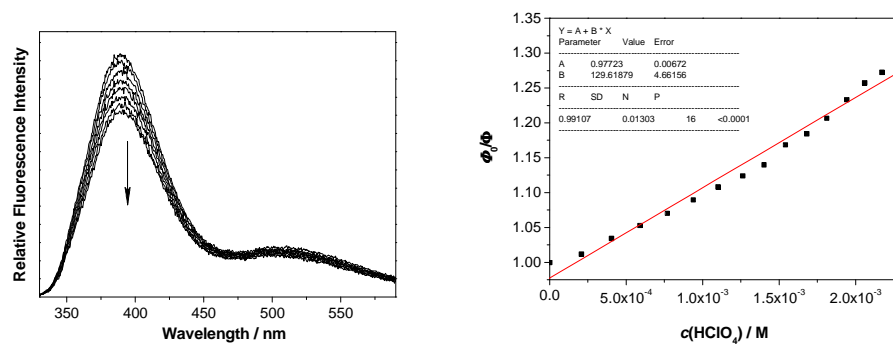 Relative Fluorescence Intensity
350 400 450 500 550
Wavelength / nm
Φ₀/Φ
1.35
1.30
1.25
1.20
1.15
1.10
1.05
1.00
Y = A + B * X
Parameter Value Error
A 0.97723 0.00672
B 129.61879 4.66156
R SD N P
0.99107 0.01303 16 <0.0001
0.0 5.0x10⁻⁴ 1.0x10⁻³ 1.5x10⁻³ 2.0x10⁻³
c(HClO₄) / M